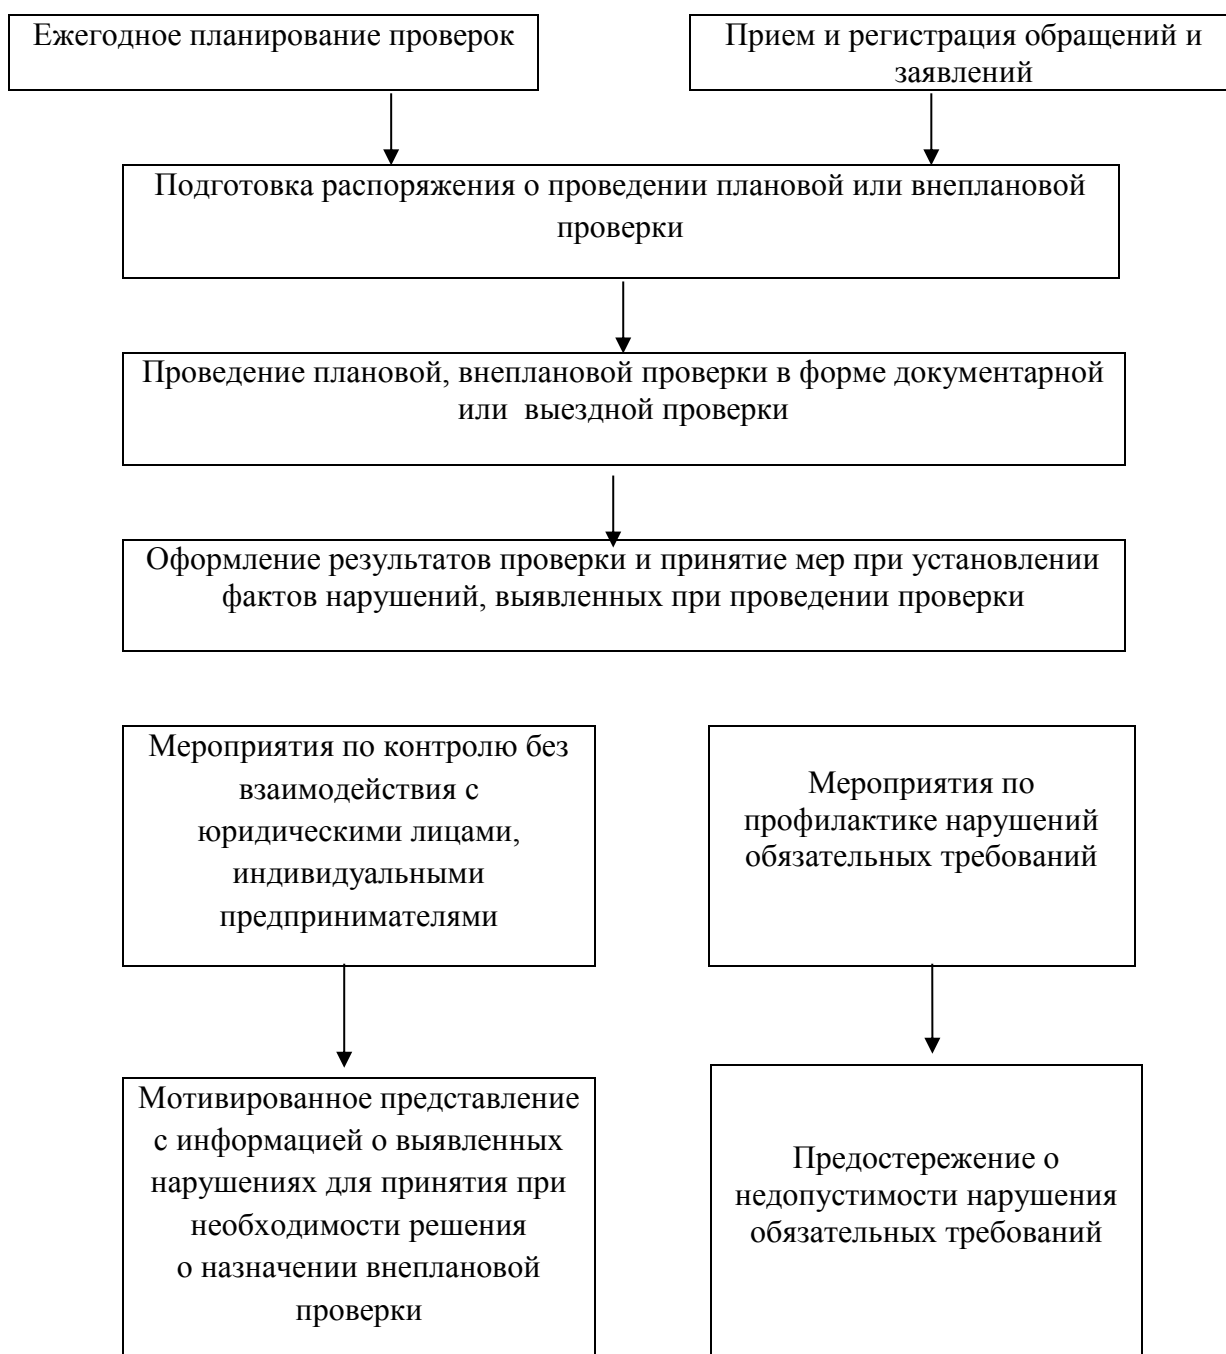 Ежегодное планирование проверок
Прием и регистрация обращений и
заявлений
Подготовка распоряжения о проведении плановой или внеплановой
проверки
Проведение плановой, внеплановой проверки в форме документарной
или  выездной проверки
Оформление результатов проверки и принятие мер при установлении
фактов нарушений, выявленных при проведении проверки
Мероприятия по контролю без
взаимодействия с
юридическими лицами,
индивидуальными
предпринимателями
Мероприятия по
профилактике нарушений
обязательных требований
Мотивированное представление
с информацией о выявленных
нарушениях для принятия при
необходимости решения
о назначении внеплановой
проверки
Предостережение о
недопустимости нарушения
обязательных требований